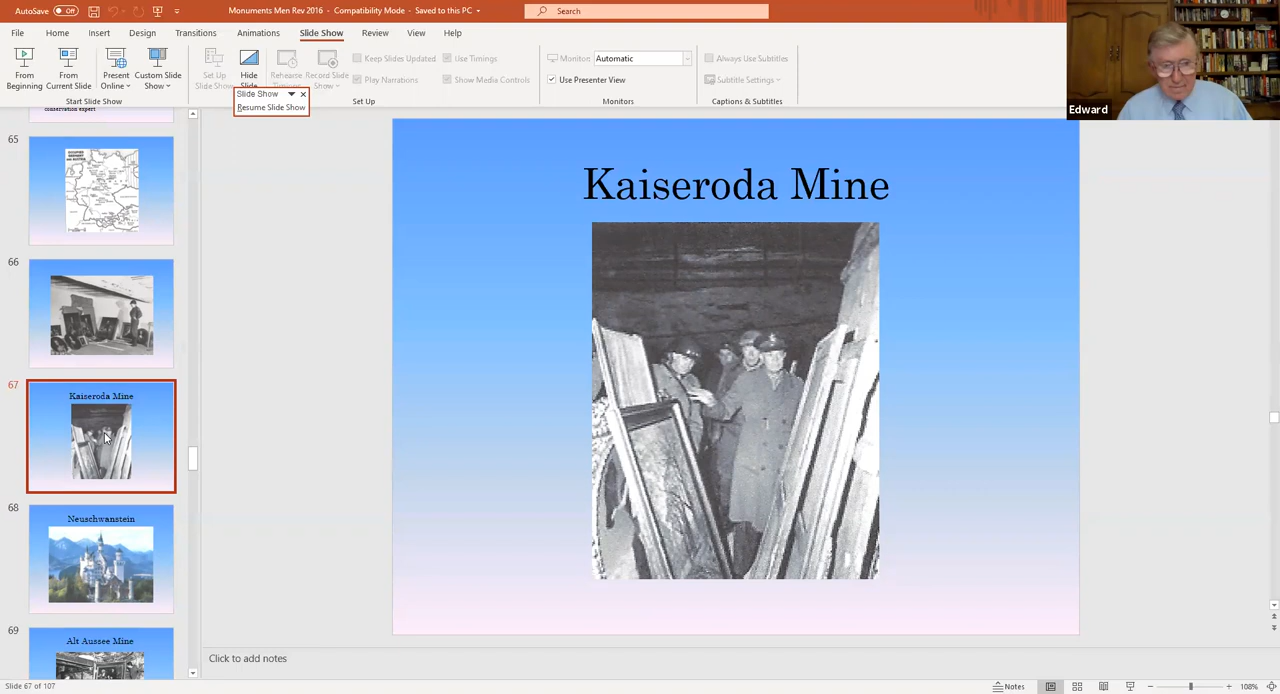 AutoSave Off
Monuments Men Rev 2016 - Compatibility Mode - Saved to this PC
Search
File Home Insert Design Transitions Animations Slide Show Review View Help
From Beginning
From Current Slide
Present Online
Custom Slide Show
Start Slide Show
Set Up Slide Show
Hide Slide
Rehearse Timings
Record Slide Show
Keep Slides Updated
Play Narrations
Use Timings
Show Media Controls
Set Up
Monitor: Automatic
Use Presenter View
Monitors
Always Use Subtitles
Subtitle Settings
Captions & Subtitles
Slide Show
Resume Slide Show
Edward
conservation expert
65
66
67
Kaiseroda Mine
68
Neuschwanstein
69
Alt Aussee Mine
Kaiseroda Mine
Click to add notes
Slide 67 of 107
Notes
108%